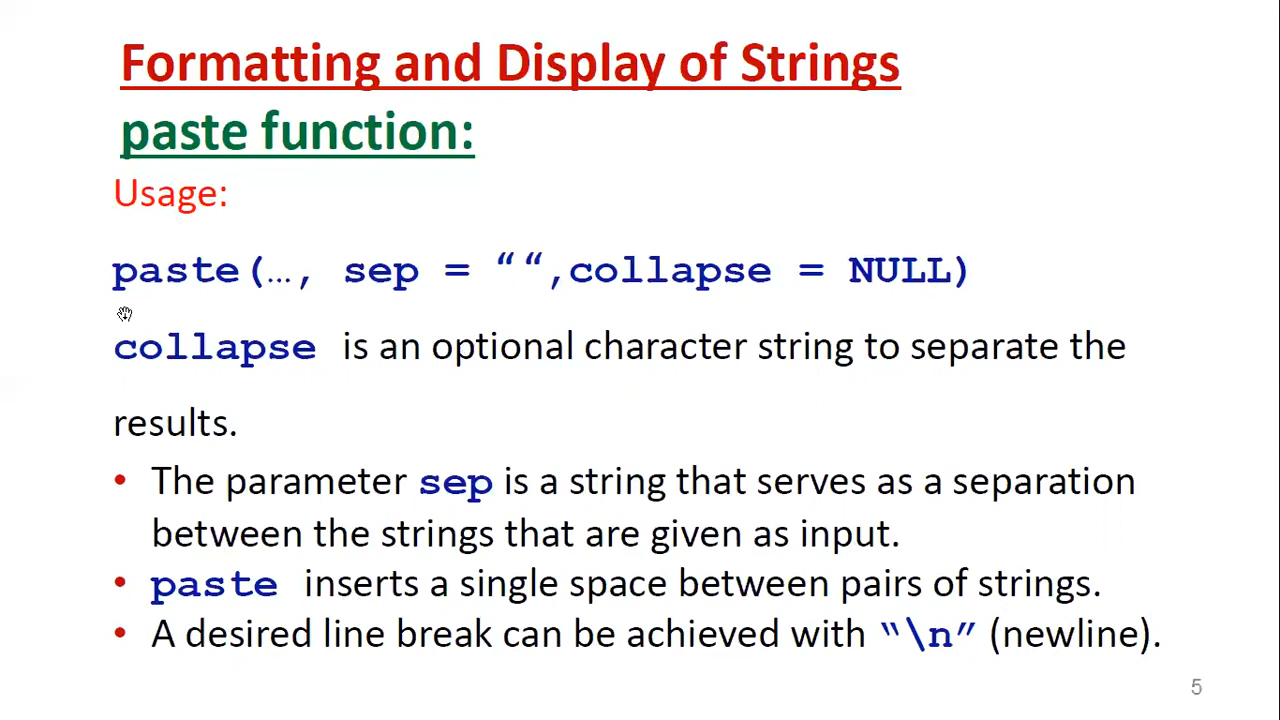 Formatting and Display of Strings
paste function:
Usage:
paste(…, sep = “ “,collapse = NULL)
collapse is an optional character string to separate the
results.
• The parameter sep is a string that serves as a separation
between the strings that are given as input.
• paste inserts a single space between pairs of strings.
• A desired line break can be achieved with “\n” (newline).
5